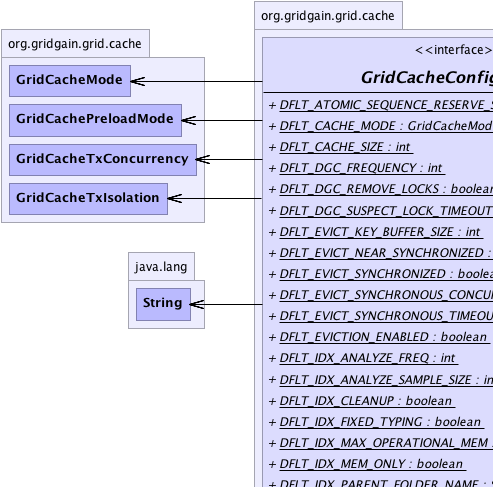 org.gridgain.grid.cache
GridCacheMode
GridCachePreloadMode
GridCacheTxConcurrency
GridCacheTxIsolation
java.lang
String
org.gridgain.grid.cache
<<interface>
GridCacheConfig
+ DFLT_ATOMIC_SEQUENCE_RESERVE_S
+ DFLT_CACHE_MODE : GridCacheMod
+ DFLT_CACHE_SIZE : int
+ DFLT_DGC_FREQUENCY : int
+ DFLT_DGC_REMOVE_LOCKS : boolean
+ DFLT_DGC_SUSPECT_LOCK_TIMEOUT
+ DFLT_EVICT_KEY_BUFFER_SIZE : int
+ DFLT_EVICT_NEAR_SYNCHRONIZED :
+ DFLT_EVICT_SYNCHRONIZED : boolea
+ DFLT_EVICT_SYNCHRONOUS_CONCU
+ DFLT_EVICT_SYNCHRONOUS_TIMEOU
+ DFLT_EVICTION_ENABLED : boolean
+ DFLT_IDX_ANALYZE_FREQ : int
+ DFLT_IDX_ANALYZE_SAMPLE_SIZE : in
+ DFLT_IDX_CLEANUP : boolean
+ DFLT_IDX_FIXED_TYPING : boolean
+ DFLT_IDX_MAX_OPERATIONAL_MEM :
+ DFLT_IDX_MEM_ONLY : boolean
+ DFLT_IDX_PARENT_FOLDER_NAME :